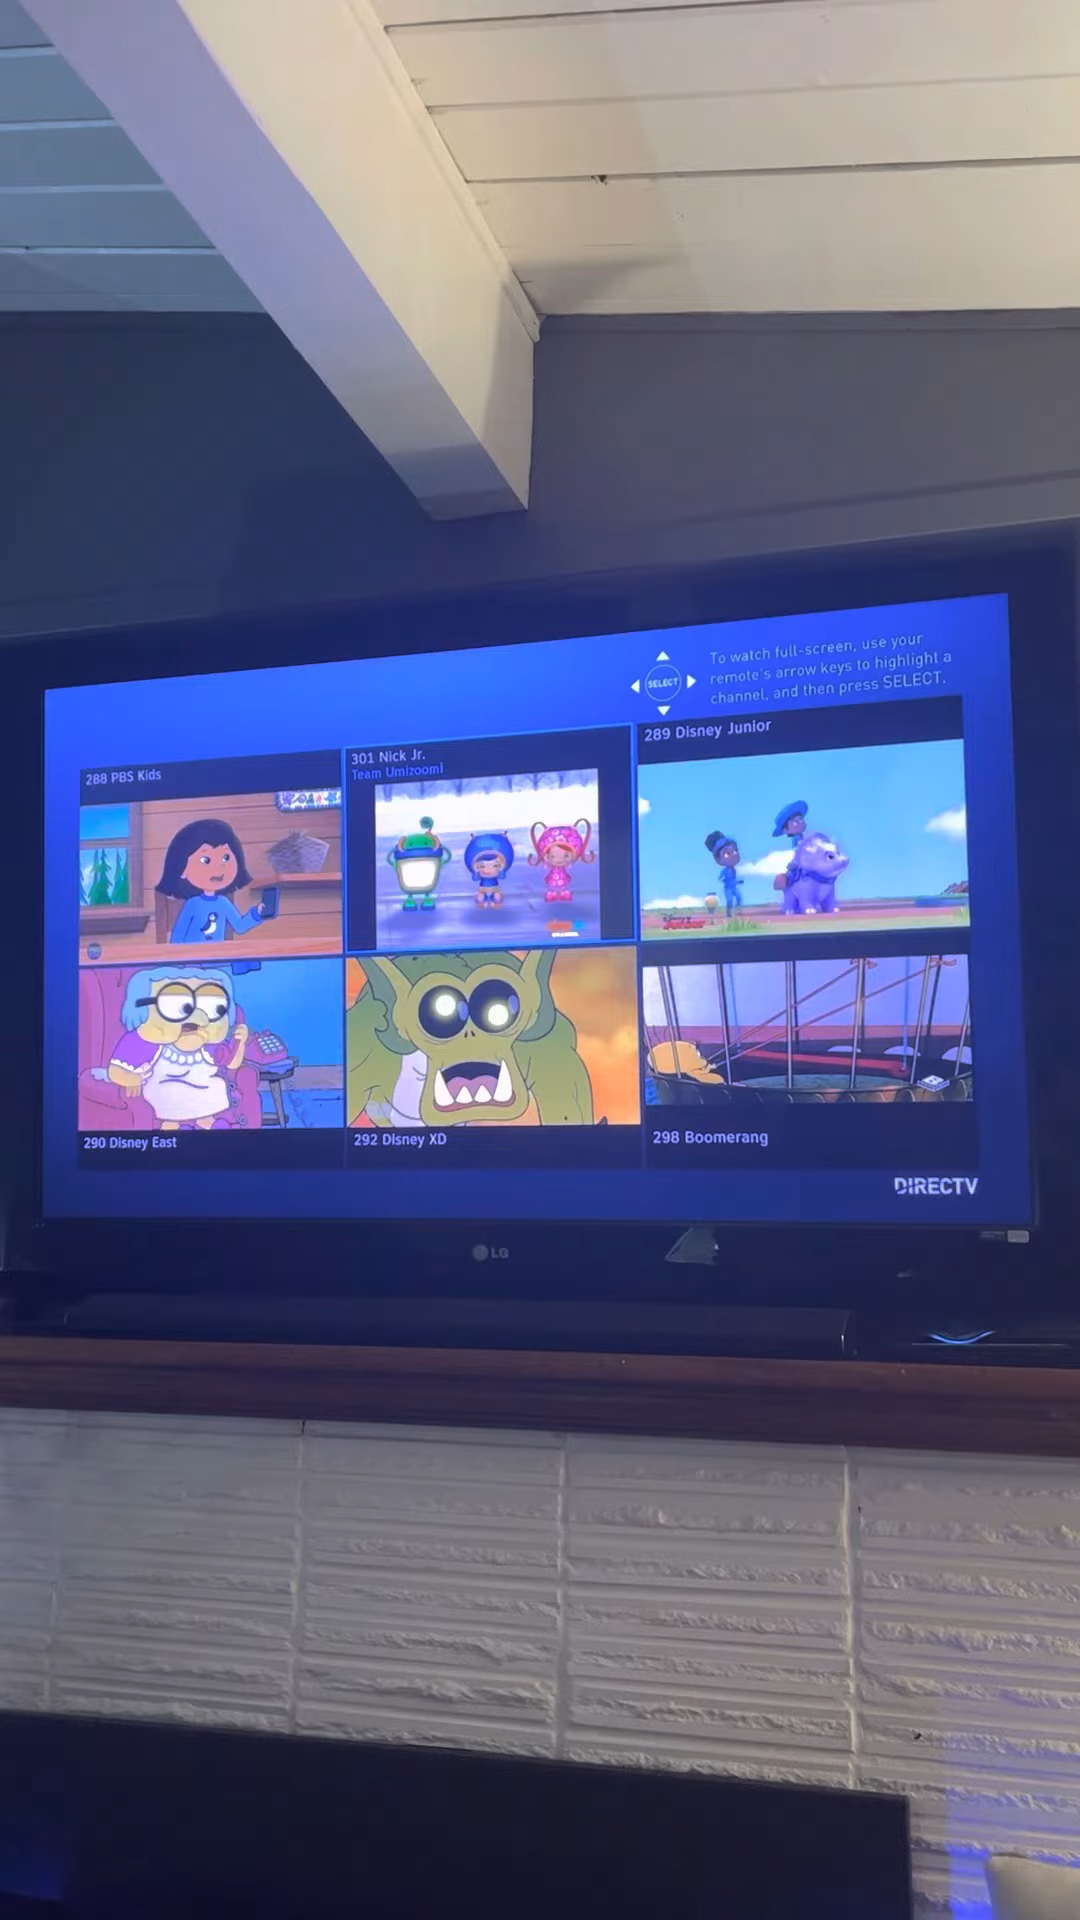 To watch full-screen, use your
remote's arrow keys to highlight a
channel, and then press SELECT.
SELECT
288 PBS Kids
301 Nick Jr.
Team Umizoomi
289 Disney Junior
290 Disney East
292 Disney XD
298 Boomerang
DIRECTV
LG